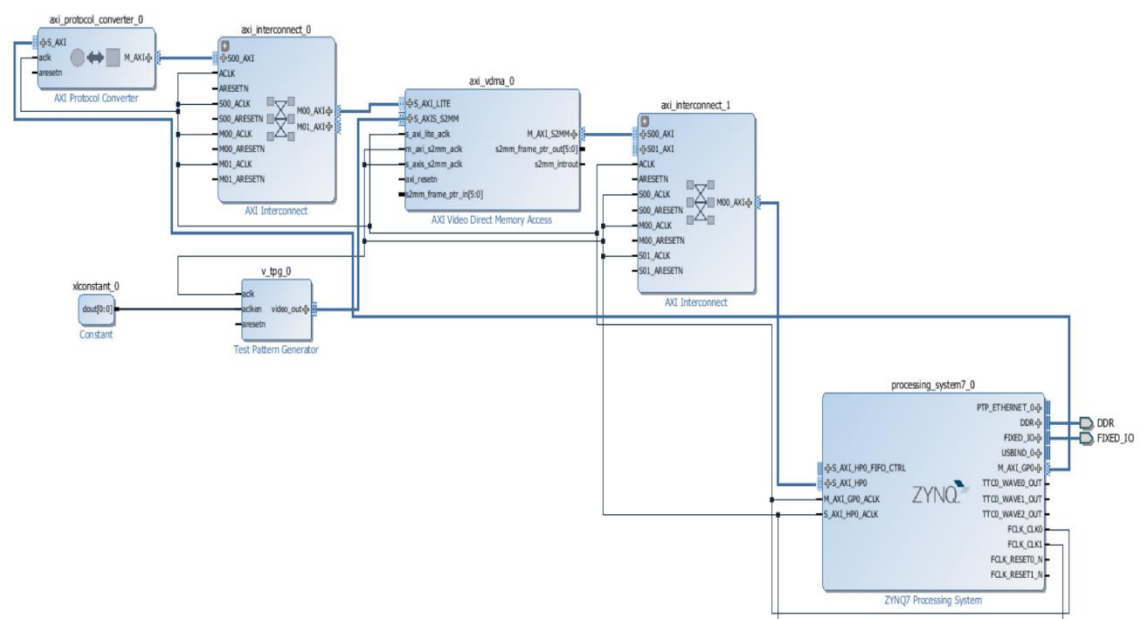 axi_protocol_converter_0
S_AXI
aclk
aresetn
M_AXI
AXI Protocol Converter
axi_interconnect_0
S00_AXI
ACLK
ARESETN
S00_ACLK
S00_ARESETN
M00_ACLK
M00_ARESETN
M01_ACLK
M01_ARESETN
M00_AXI
M01_AXI
AXI Interconnect
axi_vdma_0
S_AXI_LITE
S_AXIS_S2MM
s_axi_lite_aclk
m_axi_s2mm_aclk
s_axis_s2mm_aclk
axi_resetn
s2mm_frame_ptr_in[5:0]
M_AXI_S2MM
s2mm_frame_ptr_out[5:0]
s2mm_introut
AXI Video Direct Memory Access
axi_interconnect_1
S00_AXI
S01_AXI
ACLK
ARESETN
S00_ACLK
S00_ARESETN
M00_ACLK
M00_ARESETN
S01_ACLK
S01_ARESETN
M00_AXI
AXI Interconnect
xlconstant_0
dout[0:0]
Constant
v_tpg_0
aclk
aclken
aresetn
video_out
Test Pattern Generator
processing_system7_0
S_AXI_HP0_FIFO_CTRL
S_AXI_HP0
M_AXI_GP0_ACLK
S_AXI_HP0_ACLK
ZYNQ
PTP_ETHERNET_0
DDR
FIXED_IO
USBIND_0
M_AXI_GP0
TTC0_WAVE0_OUT
TTC0_WAVE1_OUT
TTC0_WAVE2_OUT
FCLK_CLK0
FCLK_CLK1
FCLK_RESET0_N
FCLK_RESET1_N
ZYNQ7 Processing System
DDR
FIXED_IO